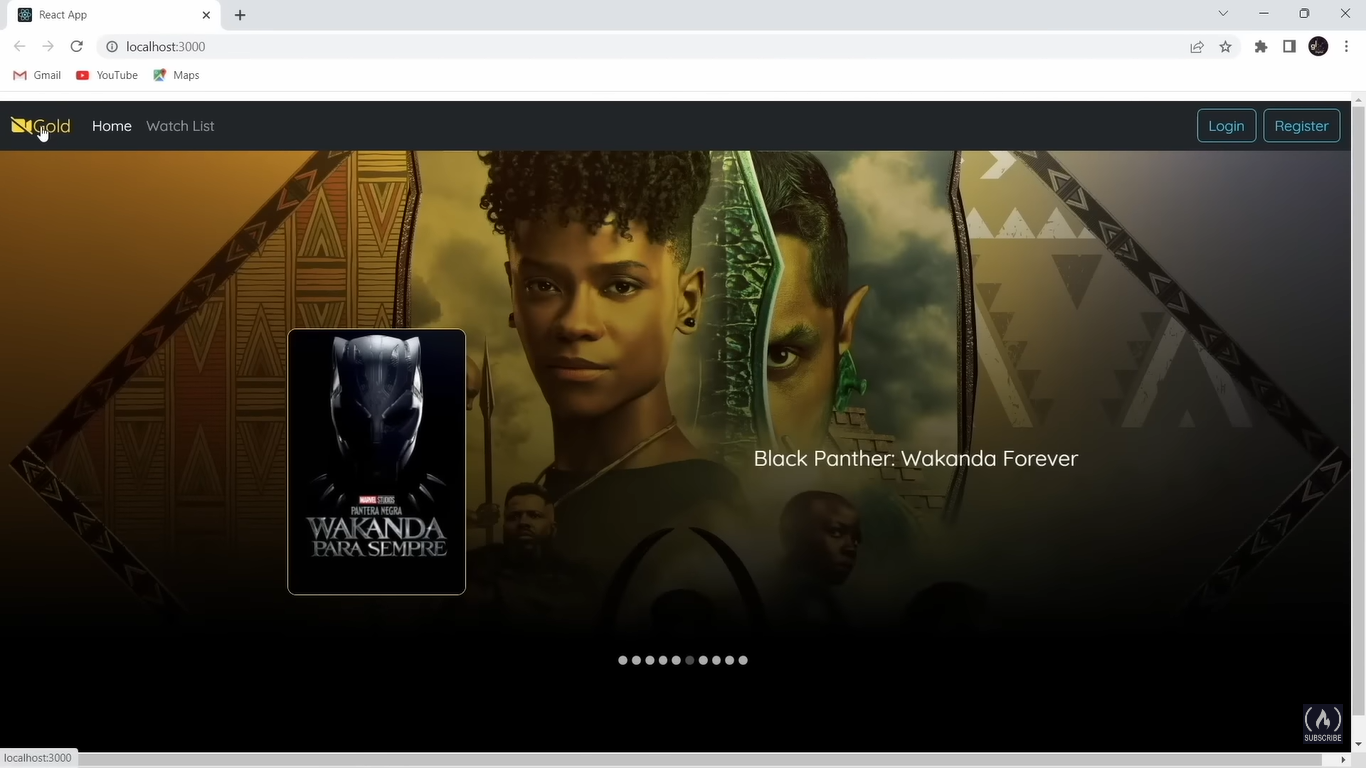 React App
localhost:3000
Gmail YouTube Maps
Gold Home Watch List Login Register
Black Panther: Wakanda Forever
MARVEL STUDIOS
PANTERA NEGRA
WAKANDA
PARA SEMPRE
SUBSCRIBE
localhost:3000